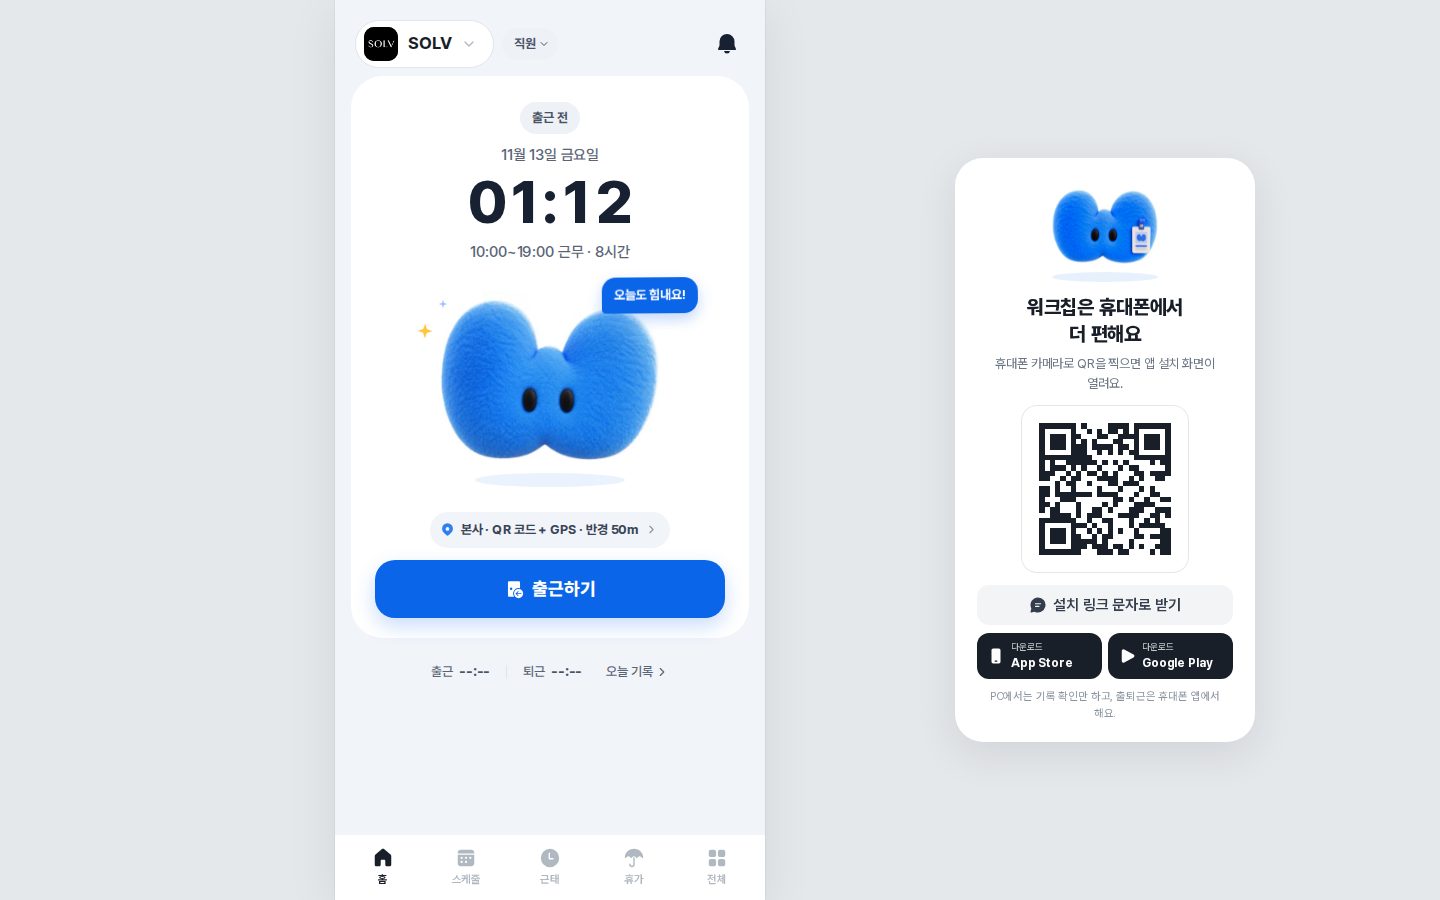 SOLV
SOLV
직원
출근 전
11월 13일 금요일
01:12
10:00~19:00 근무 · 8시간
오늘도 힘내요!
본사 · QR 코드 + GPS · 반경 50m
출근하기
출근 --:--
퇴근 --:--
오늘 기록
홈
스케줄
근태
휴가
전체
워크칩은 휴대폰에서
더 편해요
휴대폰 카메라로 QR을 찍으면 앱 설치 화면이
열려요.
설치 링크 문자로 받기
다운로드
App Store
다운로드
Google Play
PC에서는 기록 확인만 하고, 출퇴근은 휴대폰 앱에서
해요.